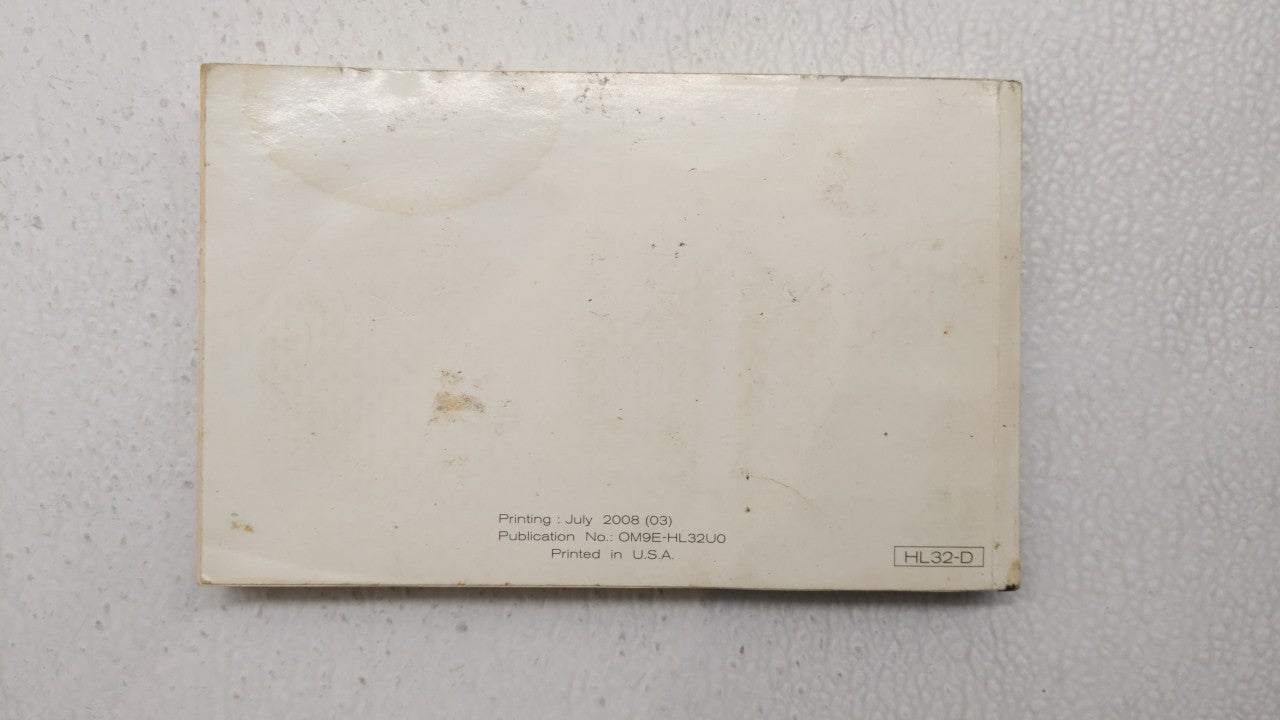 Printing : July 2008 (03)
Publication No.: OM9E-HL32U0
Printed in U.S.A.
HL32-D